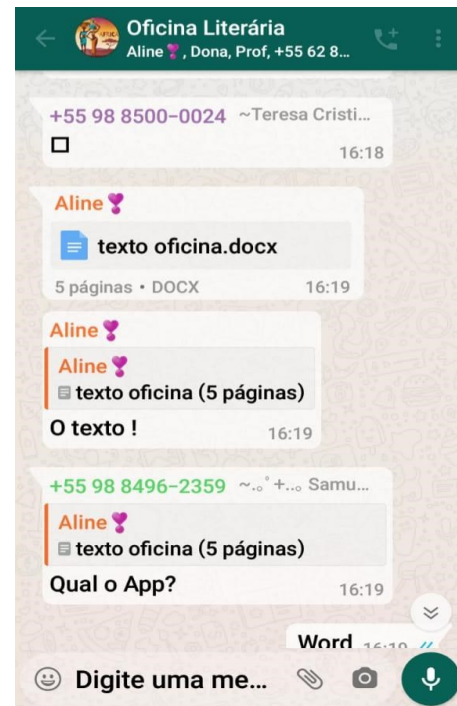 Oficina Literária
Aline❣, Dona, Prof, +55 62 8...
+55 98 8500-0024 ~Teresa Cristi...
16:18
Aline❣
texto oficina.docx
5 páginas • DOCX 16:19
Aline❣
Aline❣
texto oficina (5 páginas)
O texto !
16:19
+55 98 8496-2359 ~.｡˚+..｡ Samu...
Aline❣
texto oficina (5 páginas)
Qual o App?
16:19
Word 16:19
Digite uma me...